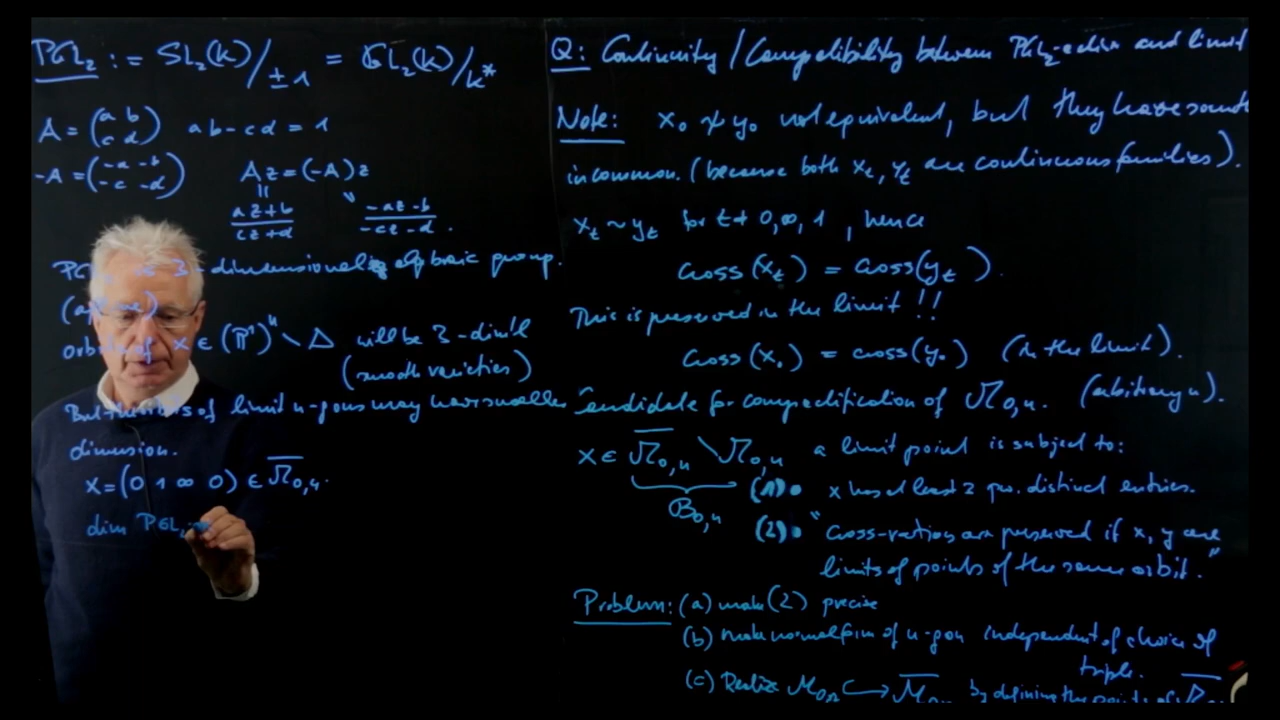 PGL₂ := SL₂(k)/±1 = GL₂(k)/k*
A = (a b / c d) ab-cd = 1
-A = (-a -b / -c -d) Az = (-A)z
az+b / cz+d " -az-b / -cz-d .
is 3-dimensional algebraic group.
Orbits of x ∈ (P¹)ⁿ \ Δ will be 3-dim'l
(smooth varieties)
But the orbits of limit n-gons may have smaller
dimension.
x = (0 1 ∞ 0) ∈ 𝓜̅₀,₄.
dim PGL₂
Q: Continuity / Compatibility between PGL₂-action and limit
Note: x₀ ≁ y₀ not equivalent, but they have
in common. (because both xₜ, yₜ are continuous families).
xₜ ~ yₜ for t ≠ 0, ∞, 1 , hence
cross(xₜ) = cross(yₜ).
This is preserved in the limit !!
cross(x₀) = cross(y₀) (in the limit).
Candidate for compactification of 𝓜₀,ₙ. (arbitrary n).
x ∈ 𝓜̅₀,ₙ \ 𝓜₀,ₙ a limit point is subject to:
B₀,ₙ
(1) • x has at least 2 pw. distinct entries.
(2) • "Cross-ratios are preserved if x, y are
limits of points of the same orbit."
Problem: (a) make (2) precise
(b) make normal form of n-gon independent of choice of
triple.
(c) Realize 𝓜₀,ₙ ↪ 𝓜̅₀,ₙ by defining the points of